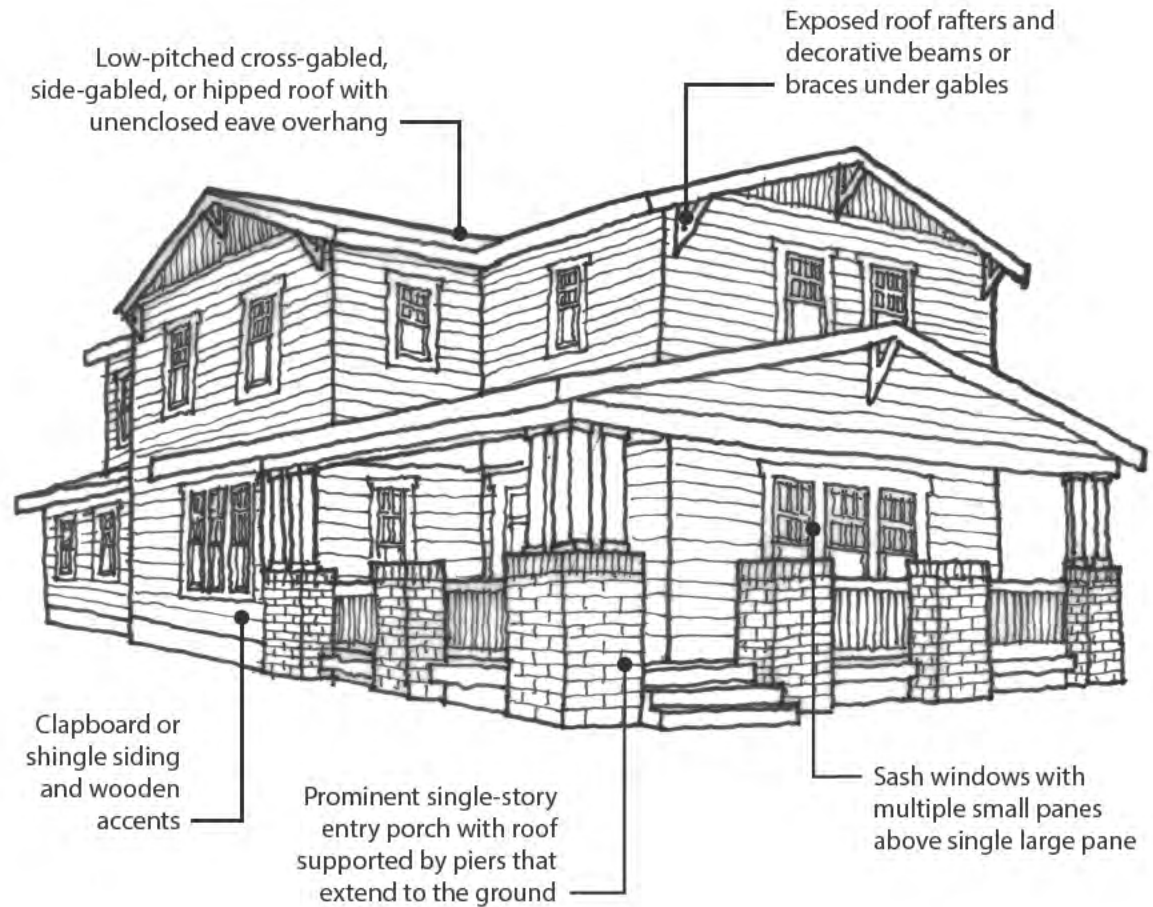 Low-pitched cross-gabled,
side-gabled, or hipped roof with
unenclosed eave overhang
Exposed roof rafters and
decorative beams or
braces under gables
Clapboard or
shingle siding
and wooden
accents
Prominent single-story
entry porch with roof
supported by piers that
extend to the ground
Sash windows with
multiple small panes
above single large pane